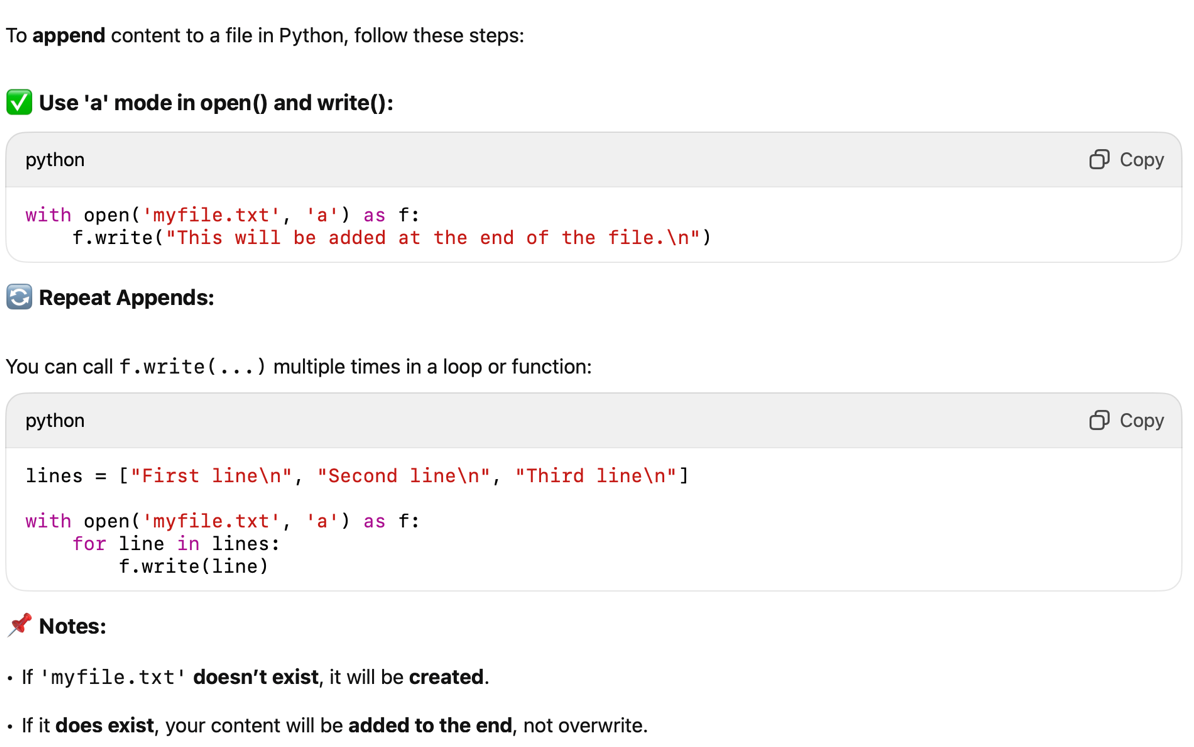 To append content to a file in Python, follow these steps:
✅ Use 'a' mode in open() and write():
python
Copy
with open('myfile.txt', 'a') as f:
    f.write("This will be added at the end of the file.\n")
🔄 Repeat Appends:
You can call f.write(...) multiple times in a loop or function:
python
Copy
lines = ["First line\n", "Second line\n", "Third line\n"]
with open('myfile.txt', 'a') as f:
    for line in lines:
        f.write(line)
📌 Notes:
• If 'myfile.txt' doesn’t exist, it will be created.
• If it does exist, your content will be added to the end, not overwrite.